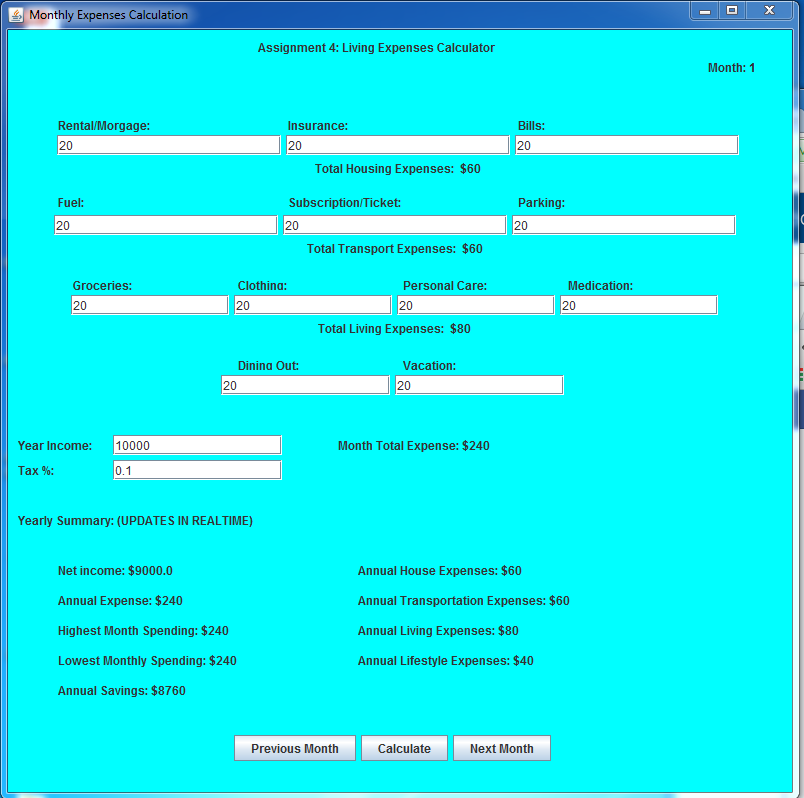 Monthly Expenses Calculation
Assignment 4: Living Expenses Calculator
Month: 1
Rental/Morgage: Insurance: Bills:
20 20 20
Total Housing Expenses: $60
Fuel: Subscription/Ticket: Parking:
20 20 20
Total Transport Expenses: $60
Groceries: Clothing: Personal Care: Medication:
20 20 20 20
Total Living Expenses: $80
Dining Out: Vacation:
20 20
Year Income: 10000 Month Total Expense: $240
Tax %: 0.1
Yearly Summary: (UPDATES IN REALTIME)
Net income: $9000.0 Annual House Expenses: $60
Annual Expense: $240 Annual Transportation Expenses: $60
Highest Month Spending: $240 Annual Living Expenses: $80
Lowest Monthly Spending: $240 Annual Lifestyle Expenses: $40
Annual Savings: $8760
Previous Month Calculate Next Month